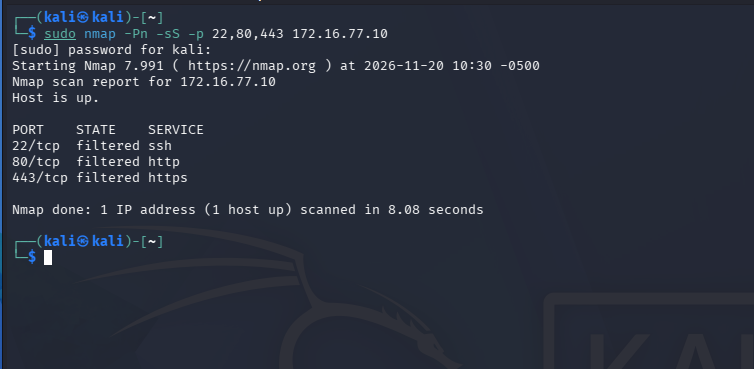 ┌──(kali㉿kali)-[~]
└─$ sudo nmap -Pn -sS -p 22,80,443 172.16.77.10
[sudo] password for kali:
Starting Nmap 7.991 ( https://nmap.org ) at 2026-11-20 10:30 -0500
Nmap scan report for 172.16.77.10
Host is up.

PORT    STATE    SERVICE
22/tcp  filtered ssh
80/tcp  filtered http
443/tcp filtered https

Nmap done: 1 IP address (1 host up) scanned in 8.08 seconds

┌──(kali㉿kali)-[~]
└─$
KAL